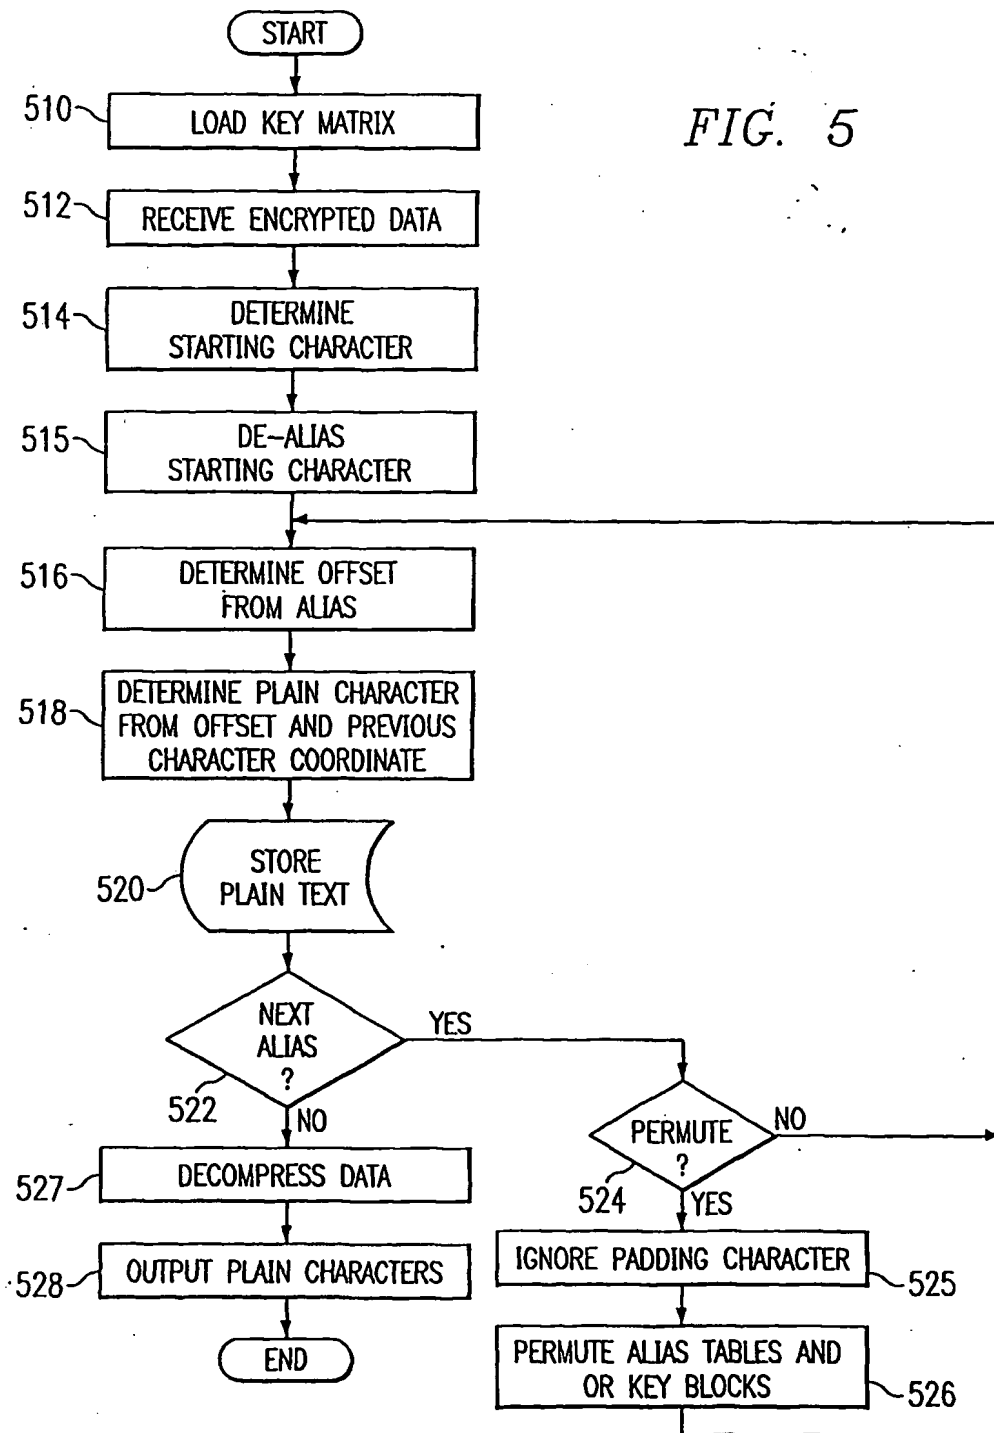 START
FIG. 5
510
LOAD KEY MATRIX
512
RECEIVE ENCRYPTED DATA
514
DETERMINE
STARTING CHARACTER
515
DE-ALIAS
STARTING CHARACTER
516
DETERMINE OFFSET
FROM ALIAS
518
DETERMINE PLAIN CHARACTER
FROM OFFSET AND PREVIOUS
CHARACTER COORDINATE
520
STORE
PLAIN TEXT
NEXT
ALIAS
?
522
YES
NO
PERMUTE
?
524
NO
YES
527
DECOMPRESS DATA
528
OUTPUT PLAIN CHARACTERS
END
IGNORE PADDING CHARACTER
525
PERMUTE ALIAS TABLES AND
OR KEY BLOCKS
526